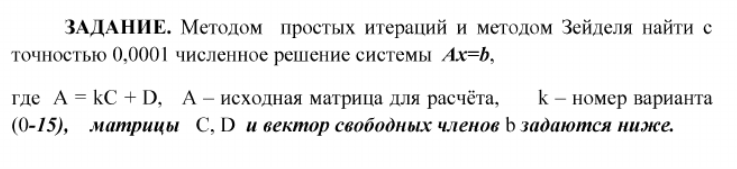 ЗАДАНИЕ. Методом простых итераций и методом Зейделя найти с
точностью 0,0001 численное решение системы Ax=b,
где A = kC + D, A – исходная матрица для расчёта, k – номер варианта
(0-15), матрицы C, D и вектор свободных членов b задаются ниже.